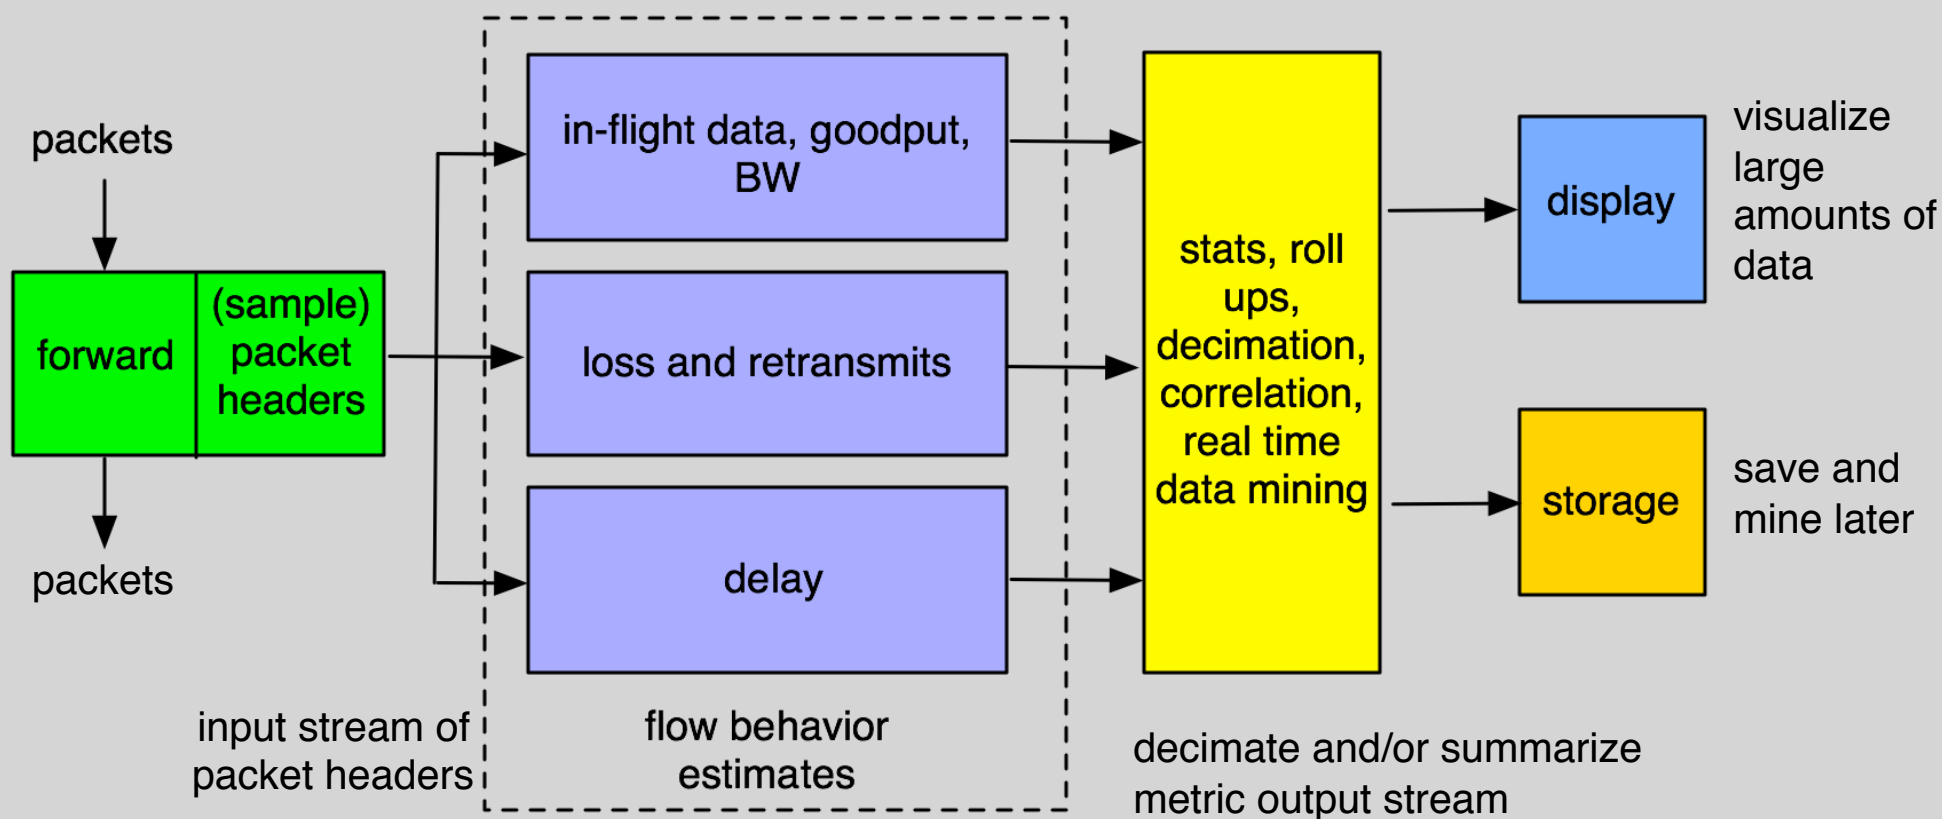 packets
forward
(sample)
packet
headers
packets
input stream of
packet headers
in-flight data, goodput,
BW
loss and retransmits
delay
flow behavior
estimates
stats, roll
ups,
decimation,
correlation,
real time
data mining
decimate and/or summarize
metric output stream
display
visualize
large
amounts of
data
storage
save and
mine later